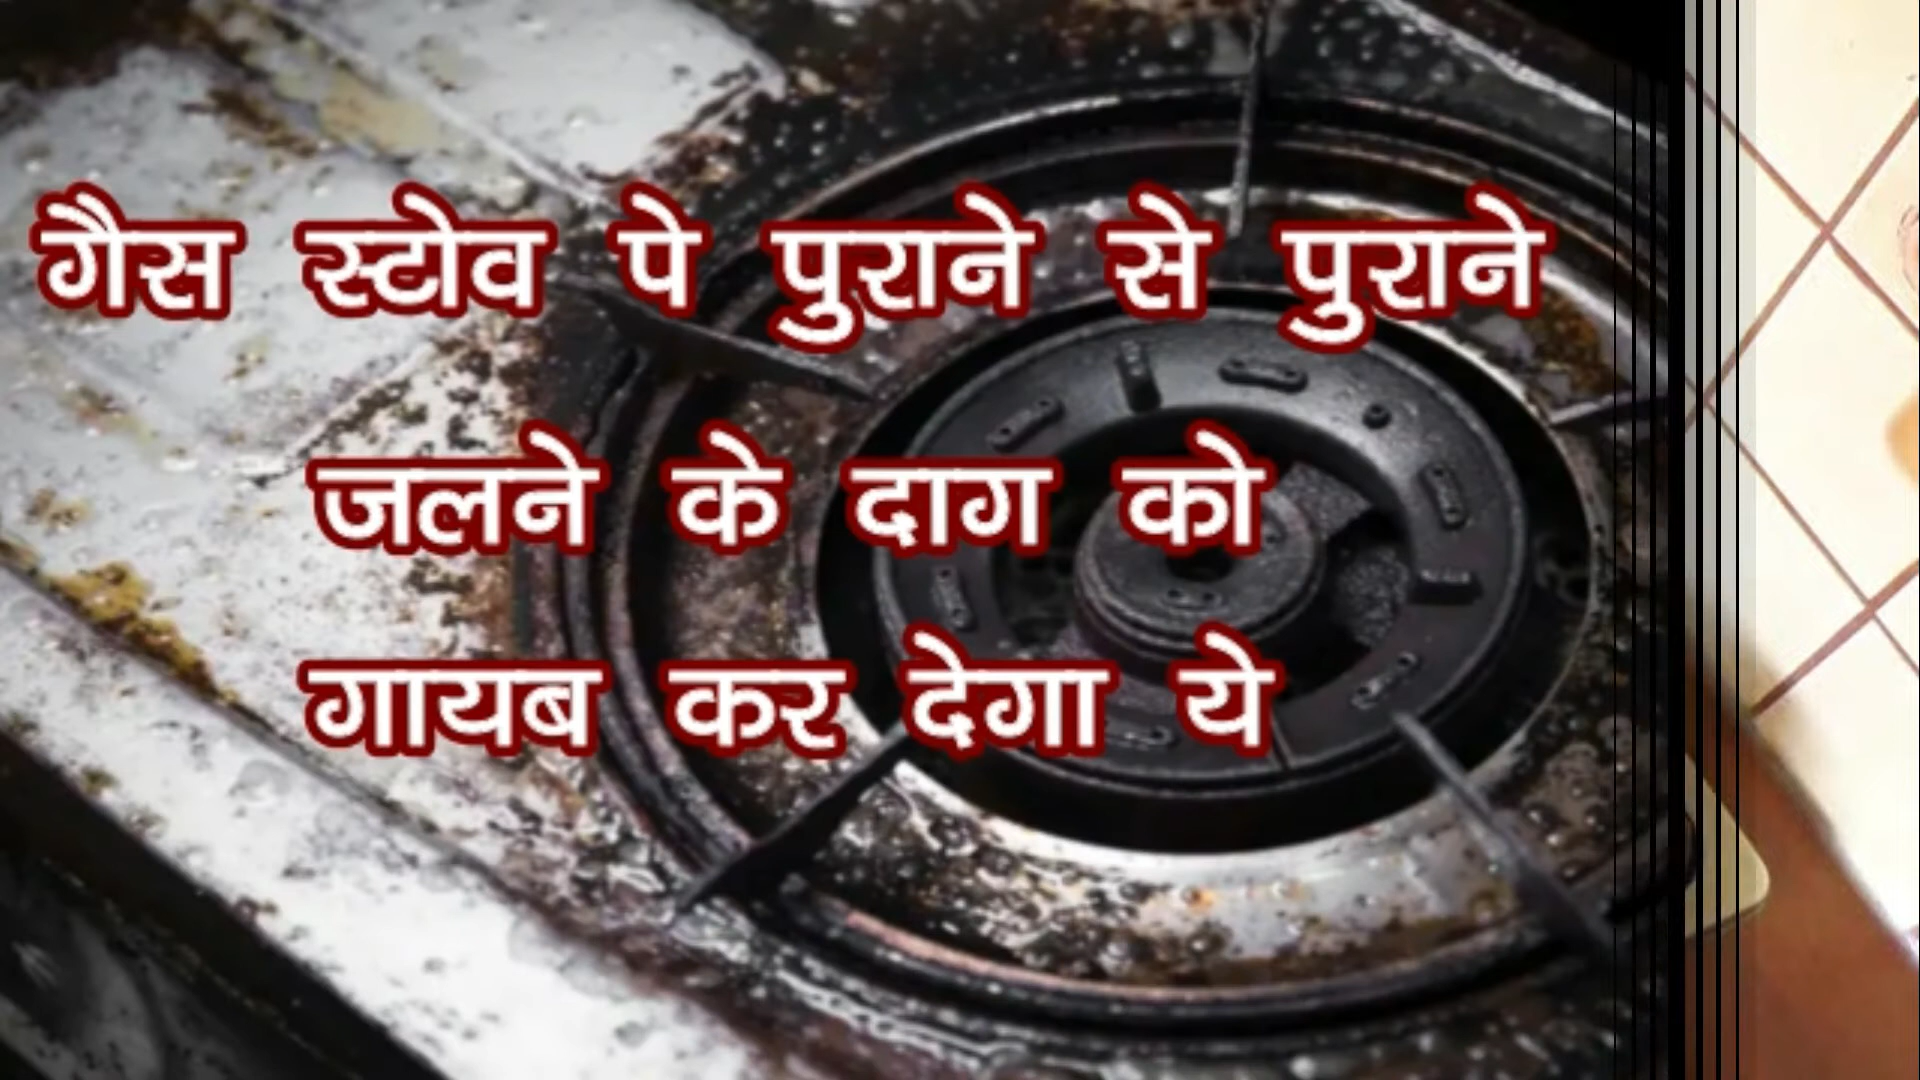 गैस स्टोव पे पुराने से पुराने
जलने के दाग को
गायब कर देगा ये